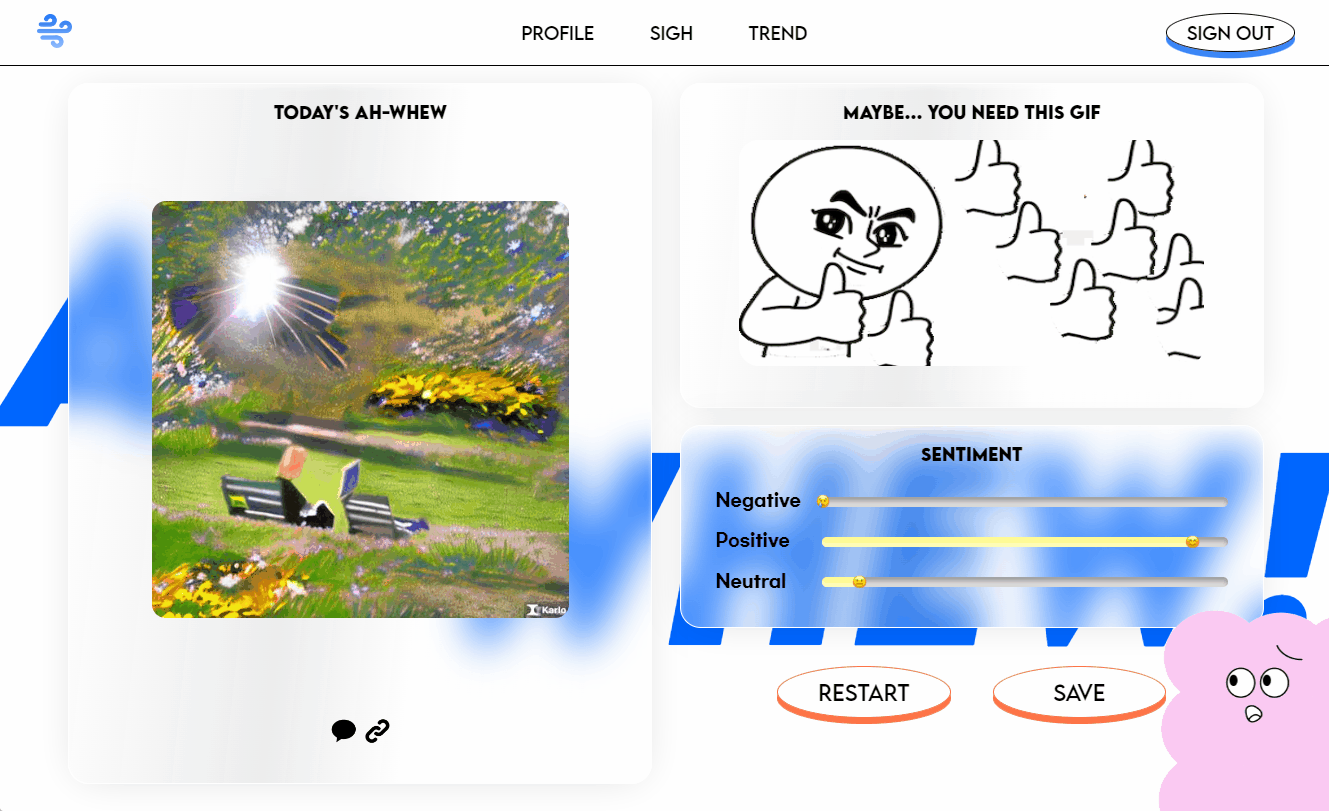 PROFILE SIGH TREND SIGN OUT
TODAY'S AH-WHEW
Karlo
MAYBE... YOU NEED THIS GIF
SENTIMENT
Negative
Positive
Neutral
RESTART SAVE